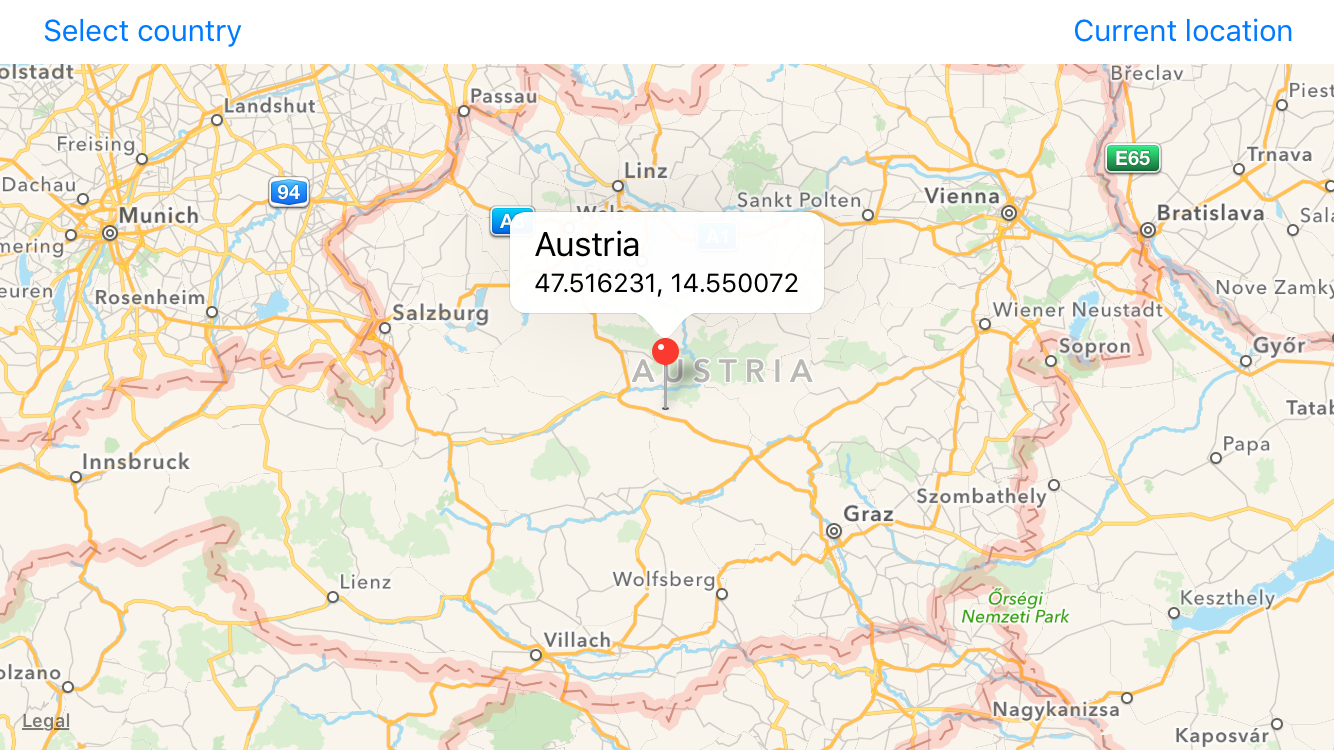 Select country
Current location
olstadt
Landshut
Passau
Břeclav
Piest
Freising
Linz
E65
Trnava
Dachau
94
Sankt Polten
Vienna
Munich
Wels
Bratislava
Sala
A1
mering
Austria
47.516231, 14.550072
euren
Rosenheim
Salzburg
Nove Zamky
Wiener Neustadt
Sopron
Győr
AUSTRIA
Tatab
Innsbruck
Papa
Szombathely
Graz
Lienz
Wolfsberg
Őrségi
Nemzeti Park
Keszthely
Villach
olzano
Legal
Nagykanizsa
Kaposvár